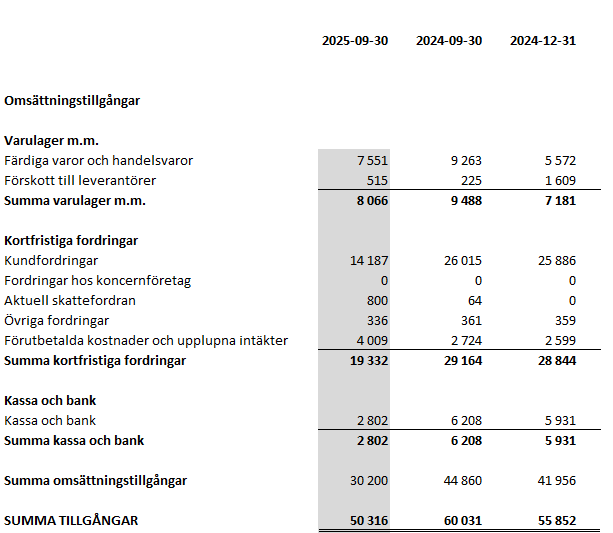 2025-09-30 2024-09-30 2024-12-31
Omsättningstillgångar
Varulager m.m.
Färdiga varor och handelsvaror 7 551 9 263 5 572
Förskott till leverantörer 515 225 1 609
Summa varulager m.m. 8 066 9 488 7 181
Kortfristiga fordringar
Kundfordringar 14 187 26 015 25 886
Fordringar hos koncernföretag 0 0 0
Aktuell skattefordran 800 64 0
Övriga fordringar 336 361 359
Förutbetalda kostnader och upplupna intäkter 4 009 2 724 2 599
Summa kortfristiga fordringar 19 332 29 164 28 844
Kassa och bank
Kassa och bank 2 802 6 208 5 931
Summa kassa och bank 2 802 6 208 5 931
Summa omsättningstillgångar 30 200 44 860 41 956
SUMMA TILLGÅNGAR 50 316 60 031 55 852